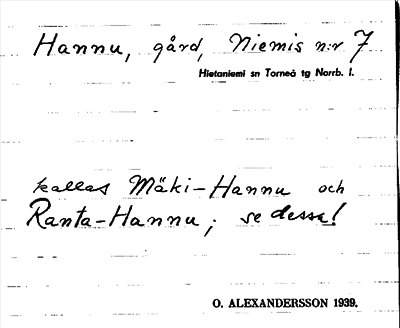 Hannu, gård, Niemis n:r 7
Hietaniemi sn Torneå tg Norrb. l.
kallas Mäki-Hannu och
Ranta-Hannu; se dessa!
O. ALEXANDERSSON 1939.